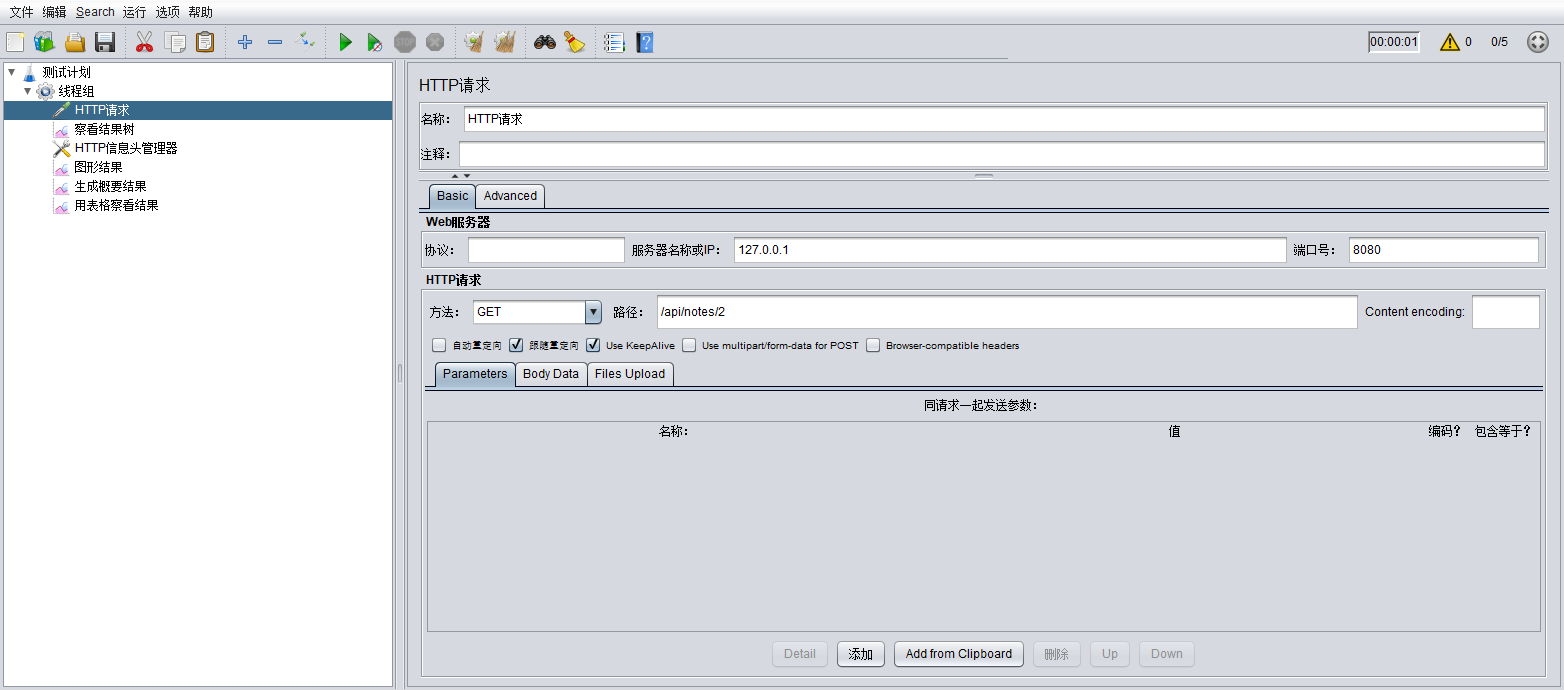 文件 编辑 Search 运行 选项 帮助
STOP
00:00:01 0 0/5
测试计划
线程组
HTTP请求
察看结果树
HTTP信息头管理器
图形结果
生成概要结果
用表格察看结果
HTTP请求
名称: HTTP请求
注释:
Basic Advanced
Web服务器
协议: 服务器名称或IP: 127.0.0.1 端口号: 8080
HTTP请求
方法: GET 路径: /api/notes/2 Content encoding:
自动重定向 跟随重定向 Use KeepAlive Use multipart/form-data for POST Browser-compatible headers
Parameters Body Data Files Upload
同请求一起发送参数:
名称: 值 编码? 包含等于?
Detail 添加 Add from Clipboard 删除 Up Down